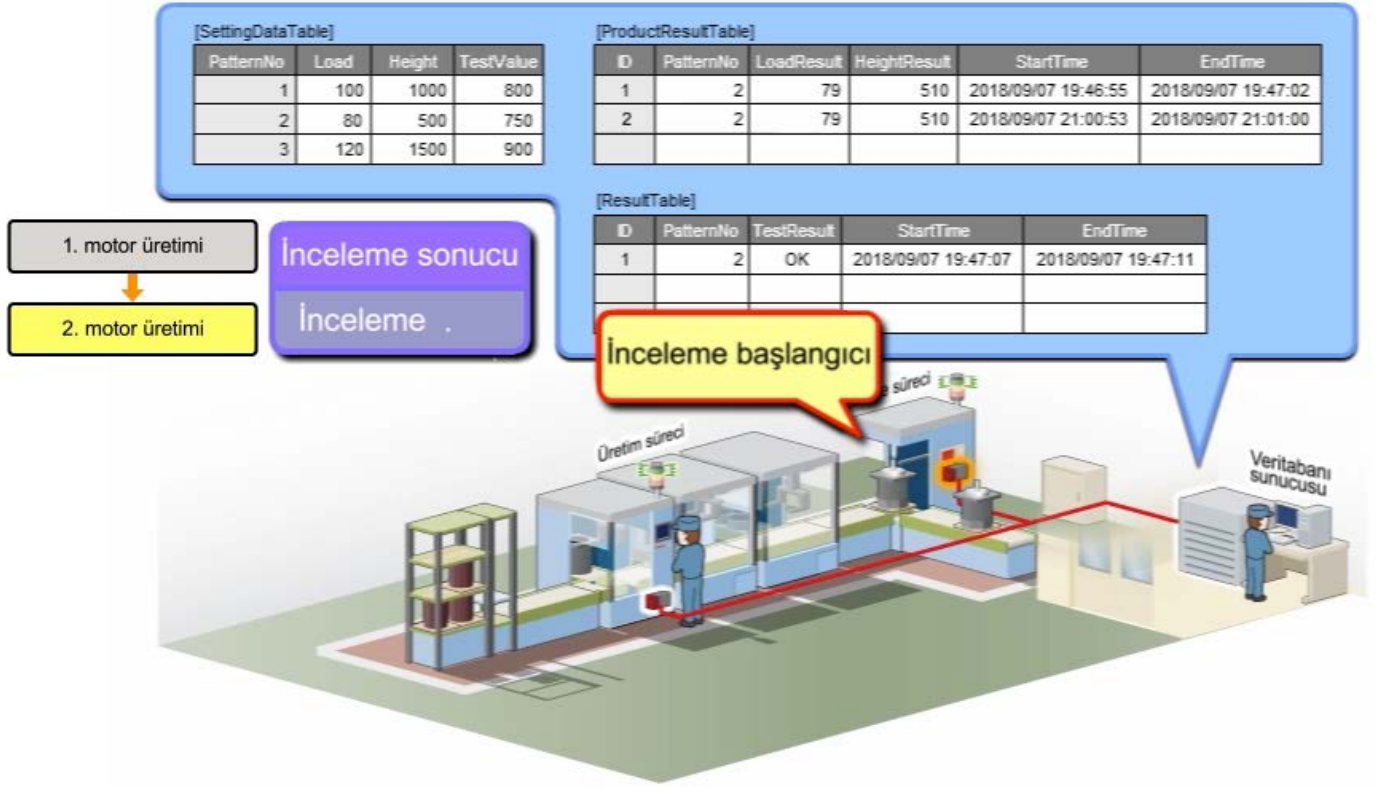 [SettingDataTable]
PatternNo Load Height TestValue
1 100 1000 800
2 80 500 750
3 120 1500 900
[ProductResultTable]
ID PatternNo LoadResult HeightResult StartTime EndTime
1 2 79 510 2018/09/07 19:46:55 2018/09/07 19:47:02
2 2 79 510 2018/09/07 21:00:53 2018/09/07 21:01:00
[ResultTable]
ID PatternNo TestResult StartTime EndTime
1 2 OK 2018/09/07 19:47:07 2018/09/07 19:47:11
1. motor üretimi
2. motor üretimi
İnceleme sonucu
İnceleme .
İnceleme başlangıcı
süreci
Üretim süreci
Veritabanı
sunucusu